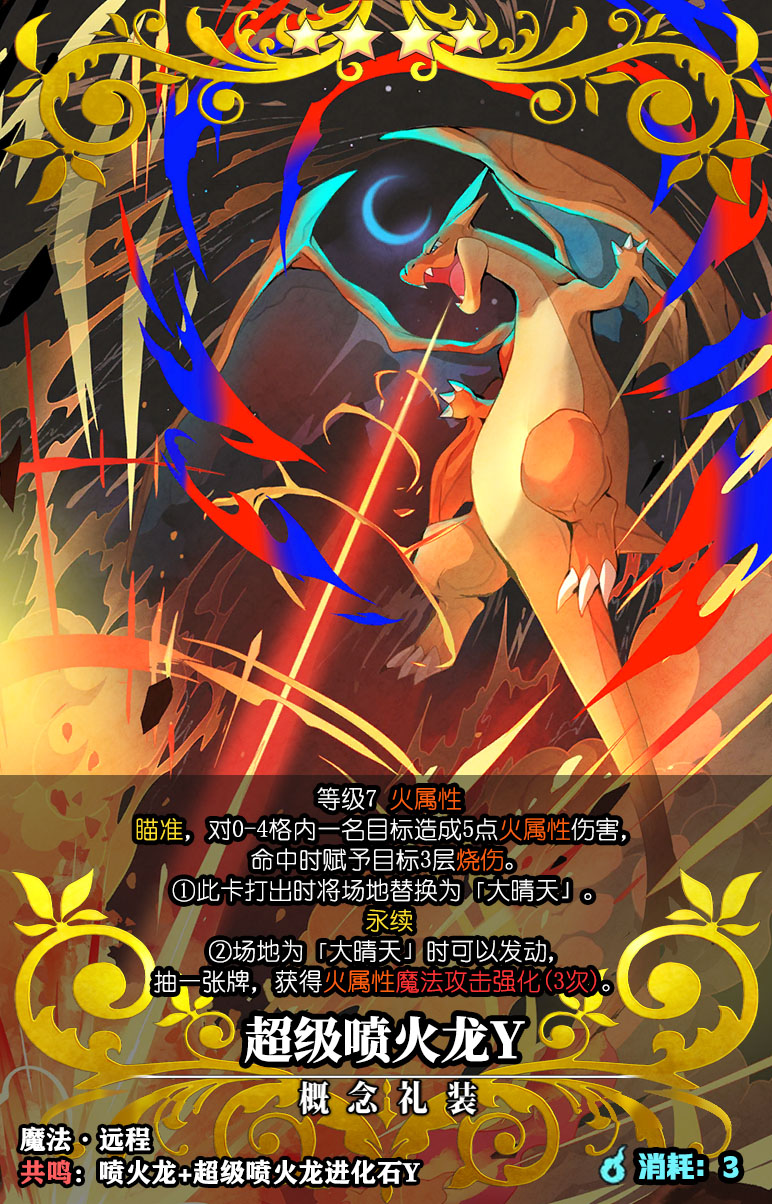 等级7 火属性
瞄准，对0-4格内一名目标造成5点火属性伤害，
命中时赋予目标3层烧伤。
①此卡打出时将场地替换为「大晴天」。
永续
②场地为「大晴天」时可以发动，
抽一张牌，获得火属性魔法攻击强化(3次)。
超级喷火龙Y
概念礼装
魔法·远程
共鸣：喷火龙+超级喷火龙进化石Y
消耗：3